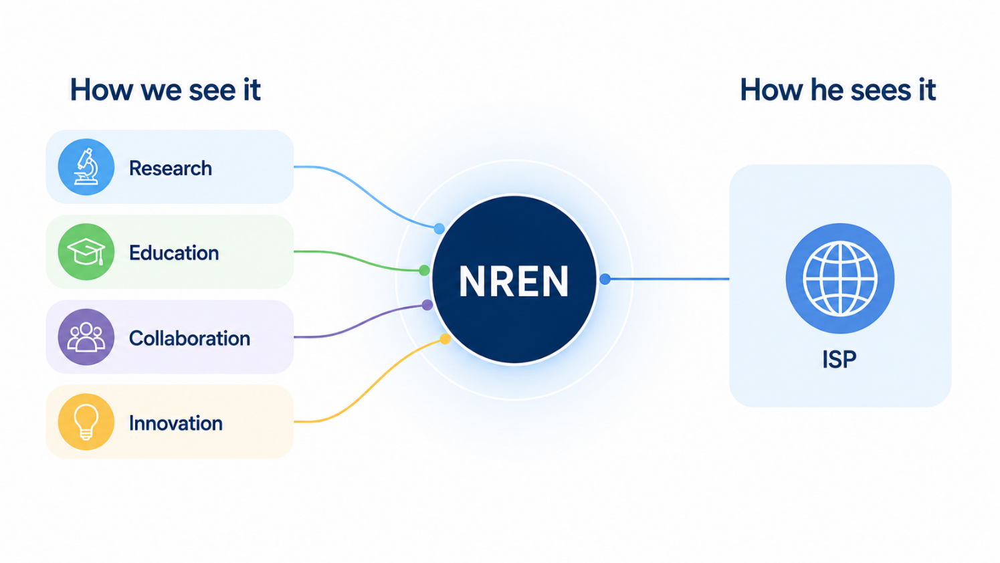 How we see it
Research
Education
Collaboration
Innovation
NREN
How he sees it
ISP